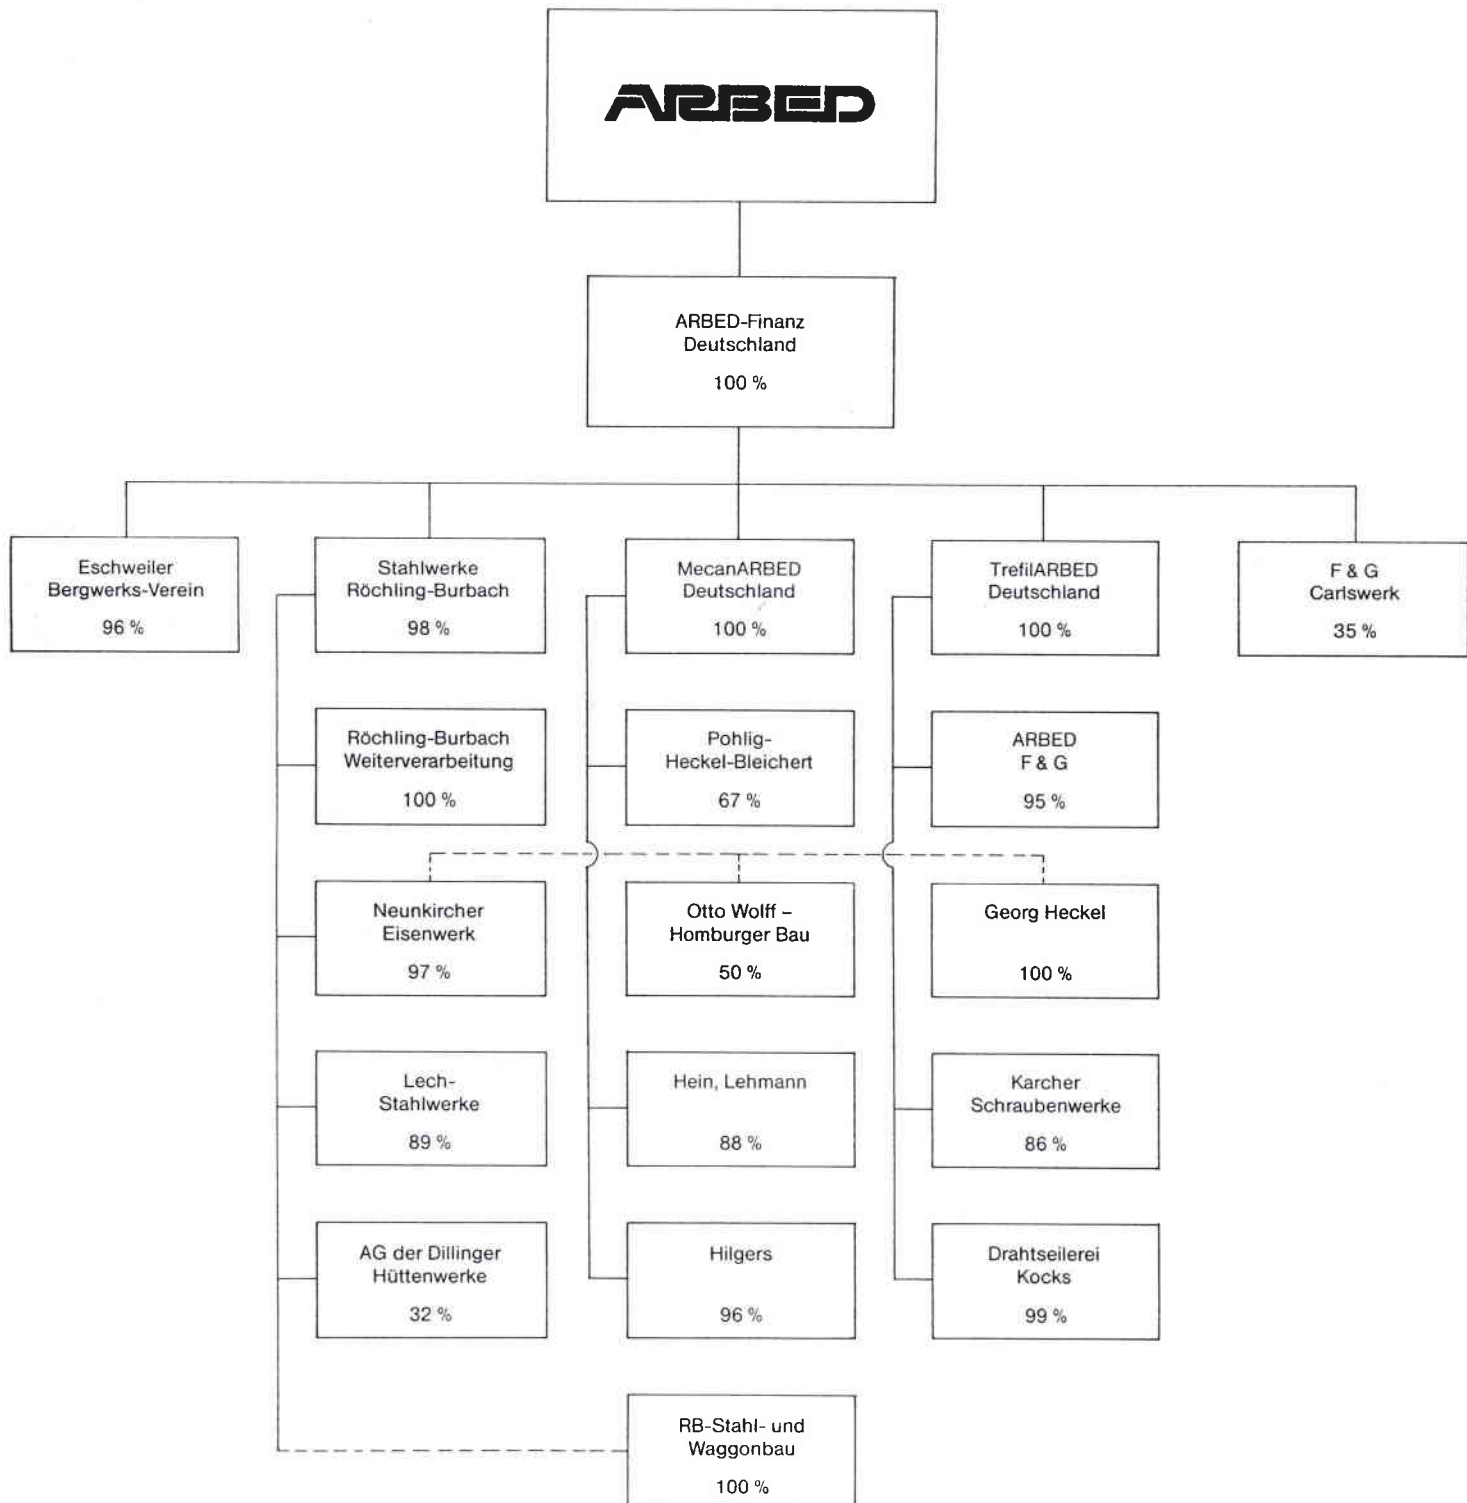 ARBED
ARBED-Finanz
Deutschland
100 %
Eschweiler
Bergwerks-Verein
96 %
Stahlwerke
Röchling-Burbach
98 %
MecanARBED
Deutschland
100 %
TrefilARBED
Deutschland
100 %
F & G
Carlswerk
35 %
Röchling-Burbach
Weiterverarbeitung
100 %
Pohlig-
Heckel-Bleichert
67 %
ARBED
F & G
95 %
Neunkircher
Eisenwerk
97 %
Otto Wolff –
Homburger Bau
50 %
Georg Heckel
100 %
Lech-
Stahlwerke
89 %
Hein, Lehmann
88 %
Karcher
Schraubenwerke
86 %
AG der Dillinger
Hüttenwerke
32 %
Hilgers
96 %
Drahtseilerei
Kocks
99 %
RB-Stahl- und
Waggonbau
100 %